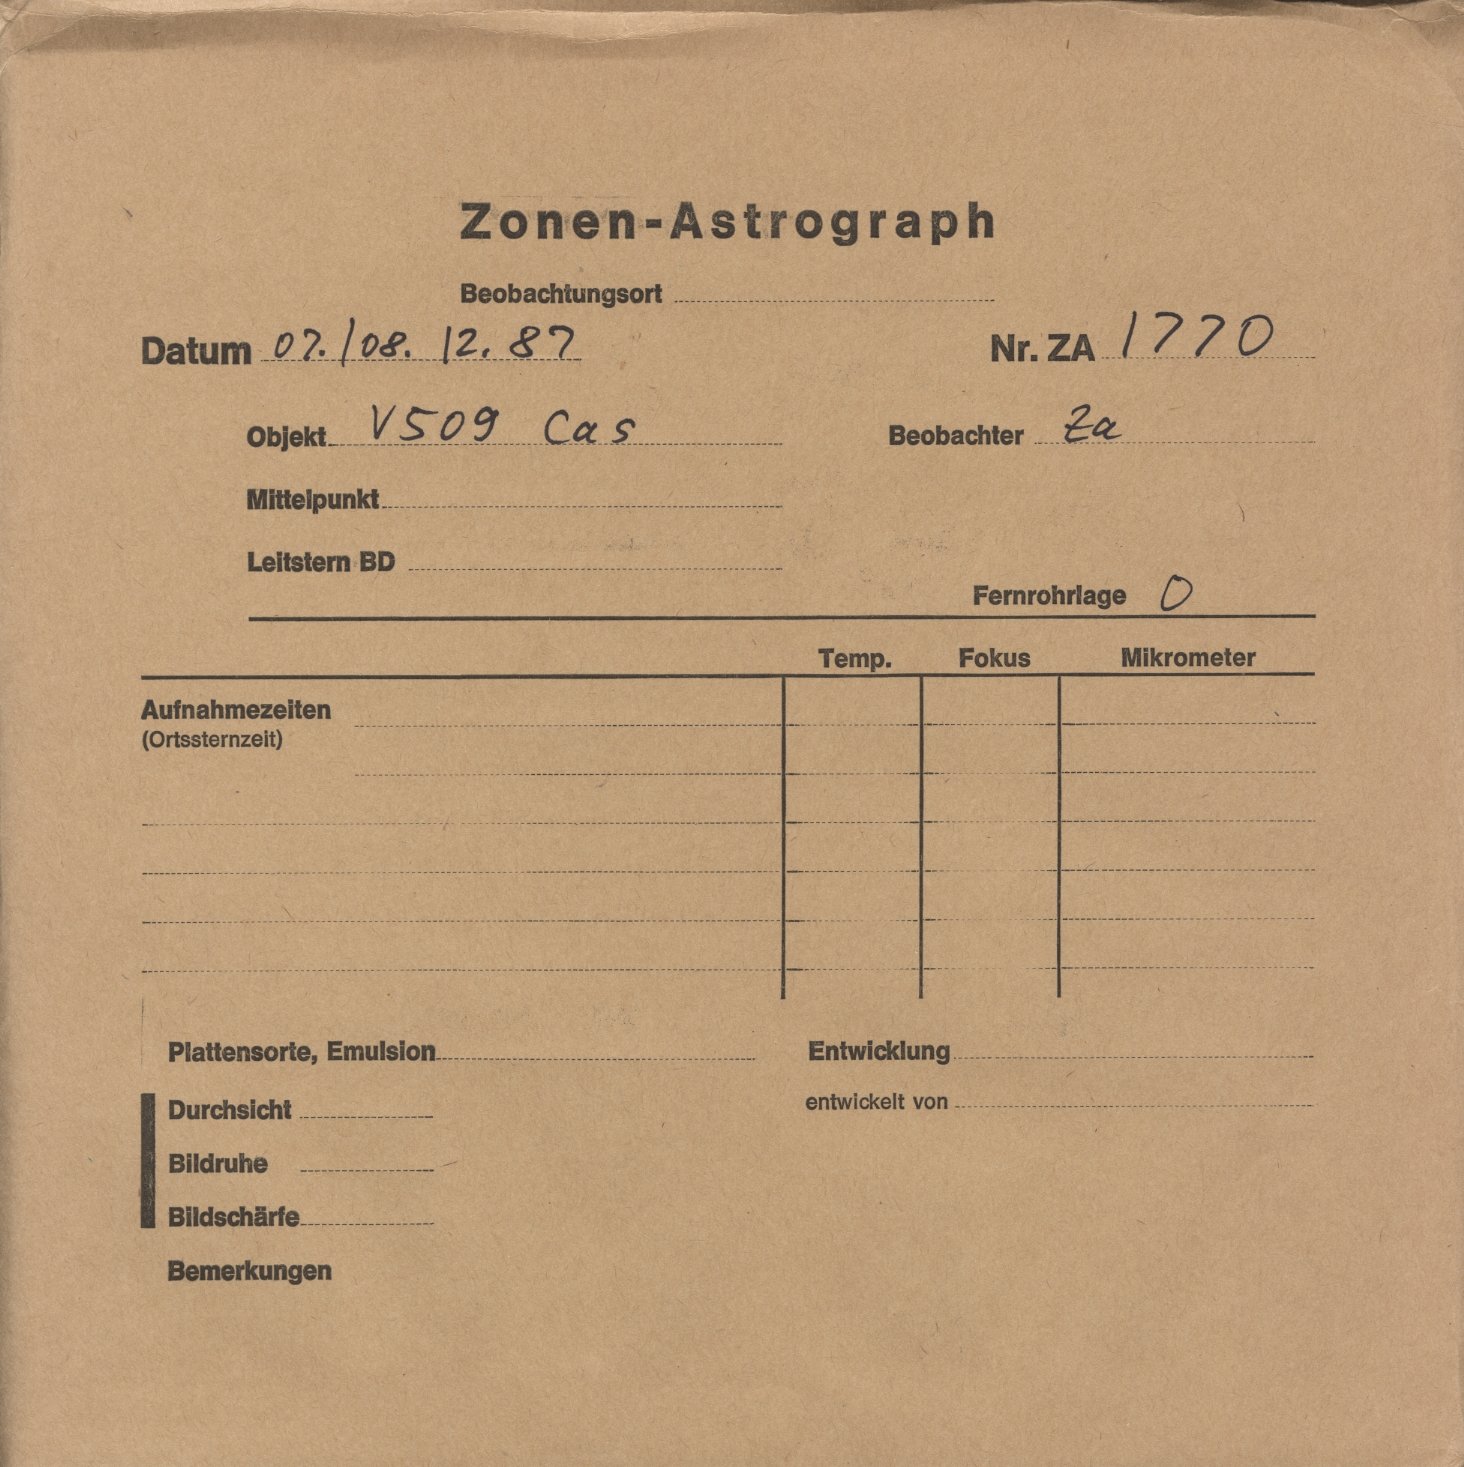 Zonen-Astrograph
Beobachtungsort
Datum 07./08. 12. 87 Nr. ZA 1770
Objekt V509 Cas Beobachter Za
Mittelpunkt
Leitstern BD
Fernrohrlage O
Temp. Fokus Mikrometer
Aufnahmezeiten
(Ortssternzeit)
Plattensorte, Emulsion Entwicklung
Durchsicht entwickelt von
Bildruhe
Bildschärfe
Bemerkungen